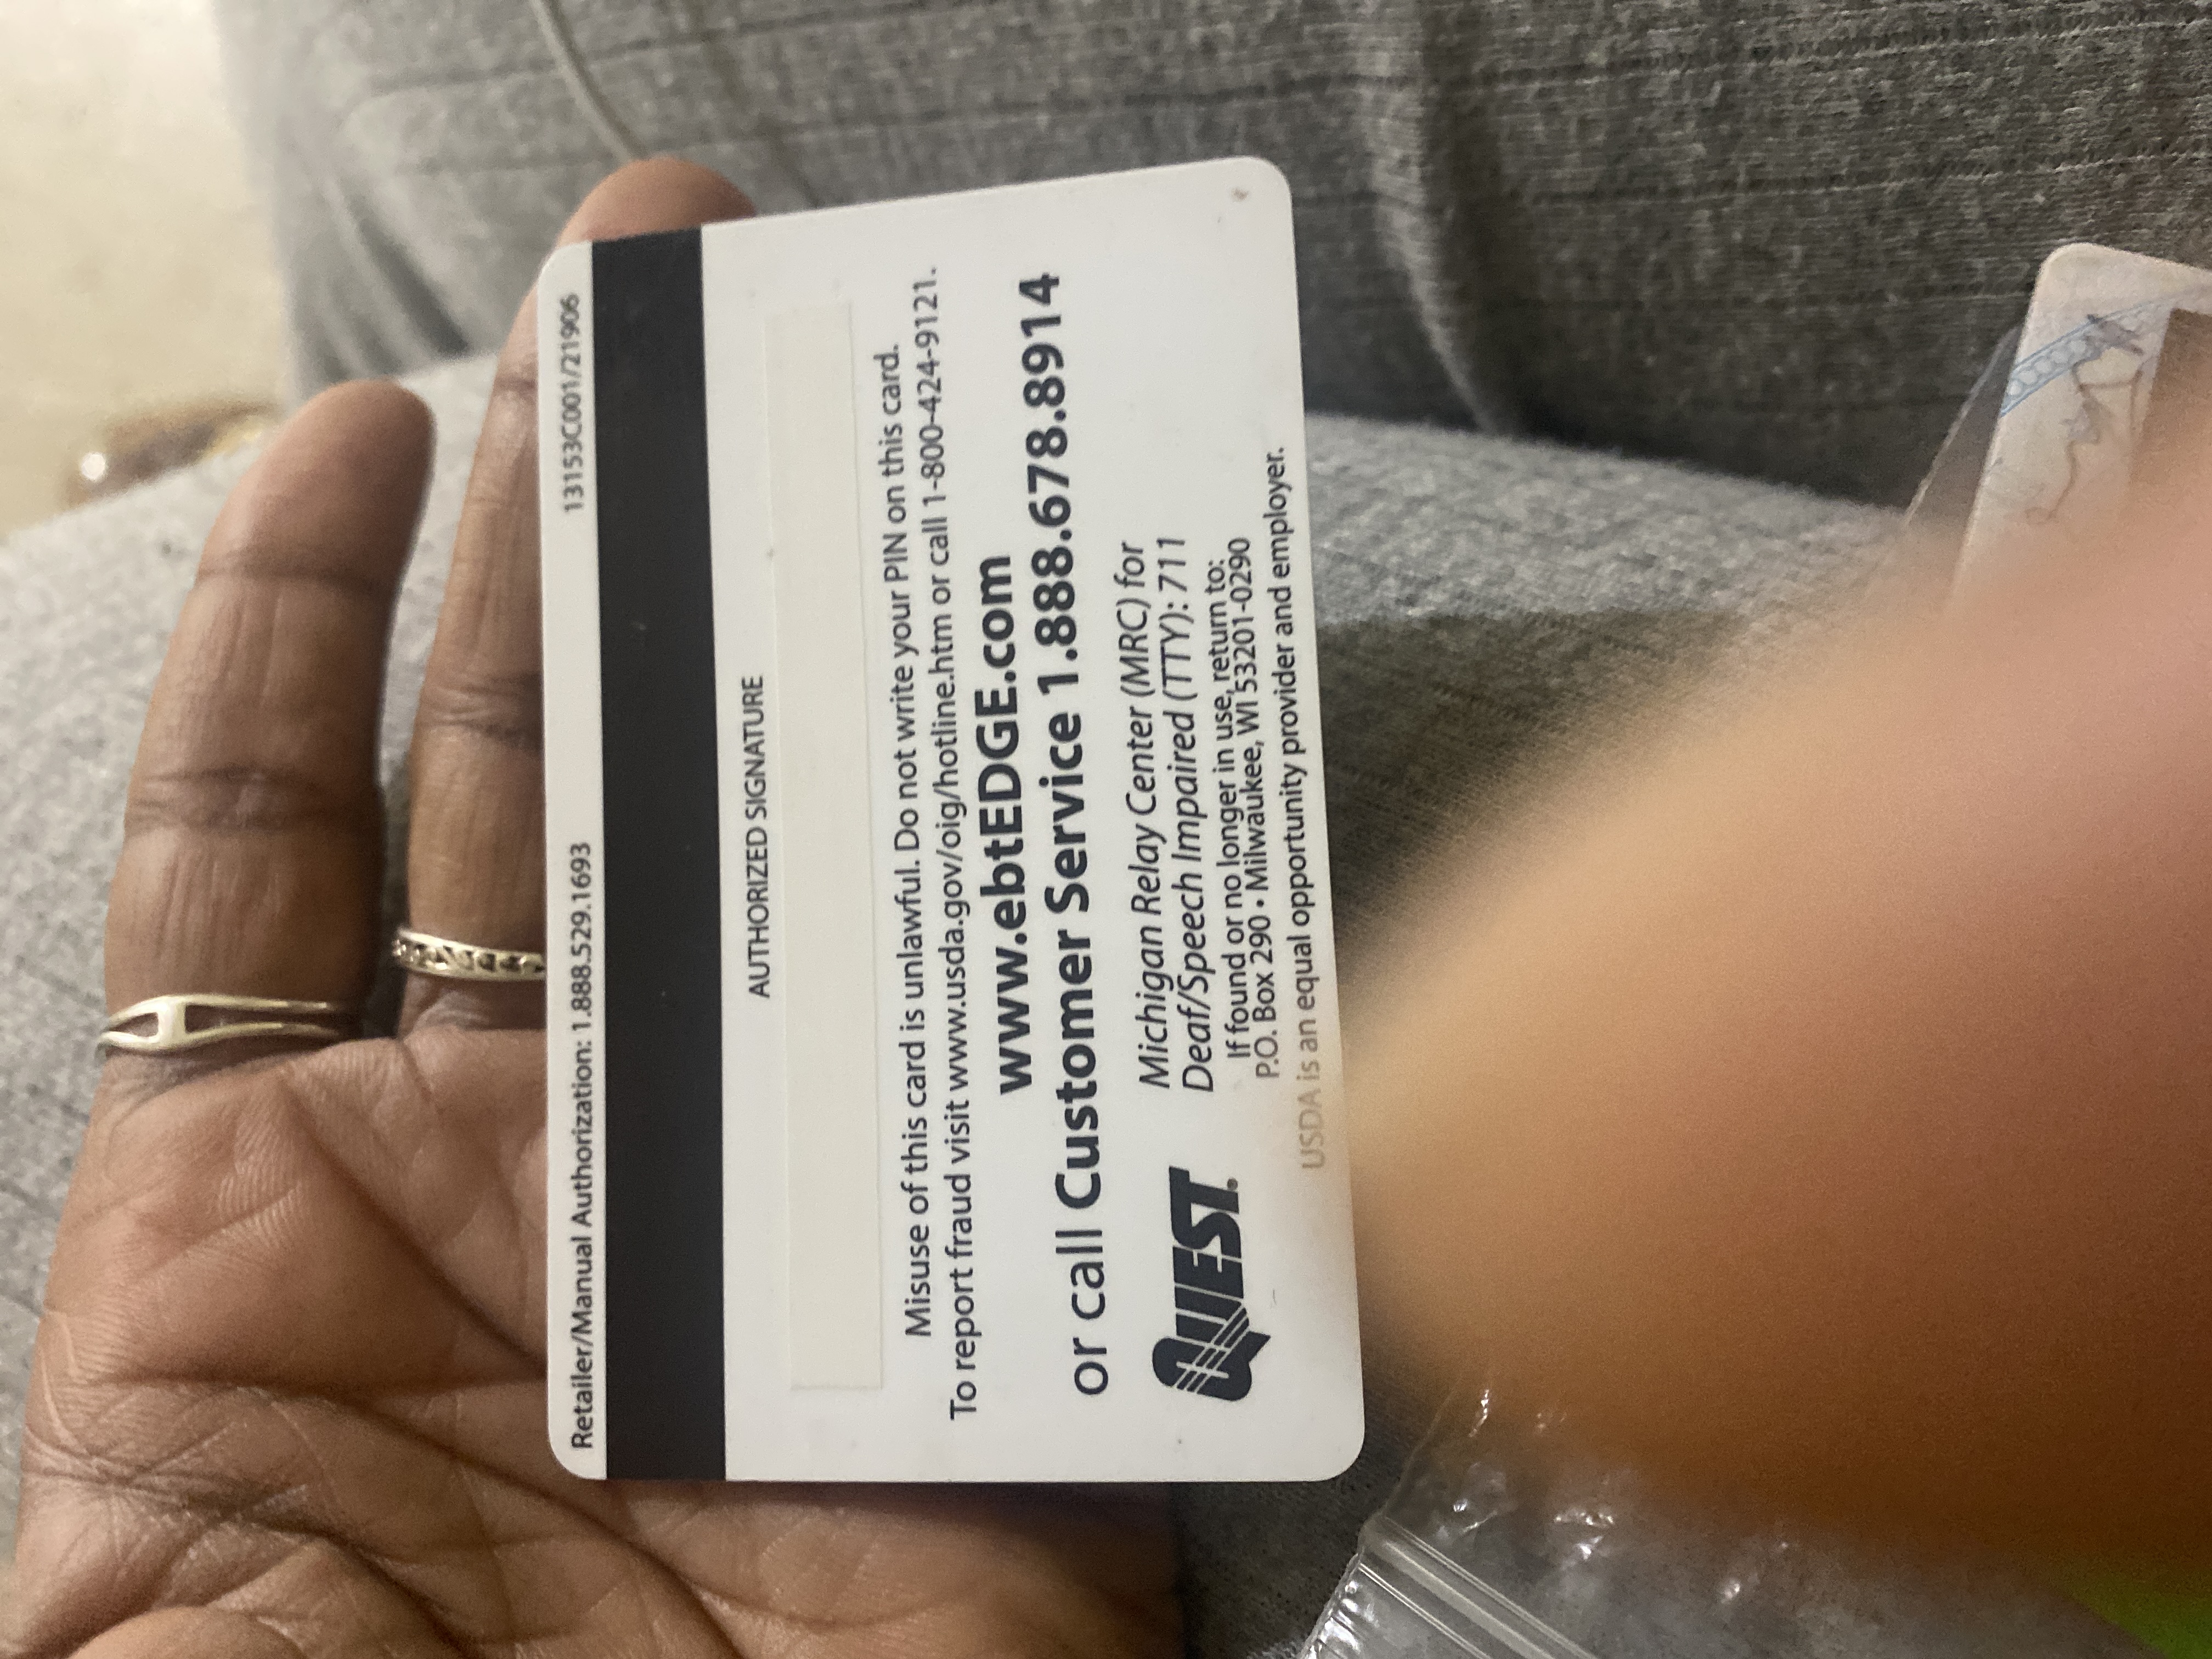 Retailer/Manual Authorization: 1.888.529.1693 13153C001/21906
AUTHORIZED SIGNATURE
Misuse of this card is unlawful. Do not write your PIN on this card.
To report fraud visit www.usda.gov/oig/hotline.htm or call 1-800-424-9121.
www.ebtEDGE.com
or call Customer Service 1.888.678.8914
QUEST®
Michigan Relay Center (MRC) for
Deaf/Speech Impaired (TTY): 711
If found or no longer in use, return to:
P.O. Box 290 • Milwaukee, WI 53201-0290
USDA is an equal opportunity provider and employer.